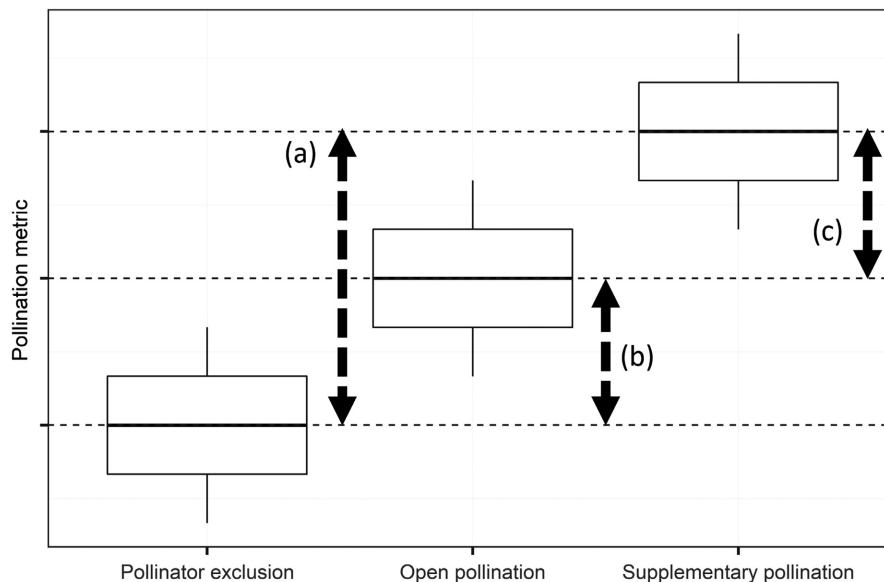 (a)
(c)
(b)
Pollination metric
Pollinator exclusion
Open pollination
Supplementary pollination